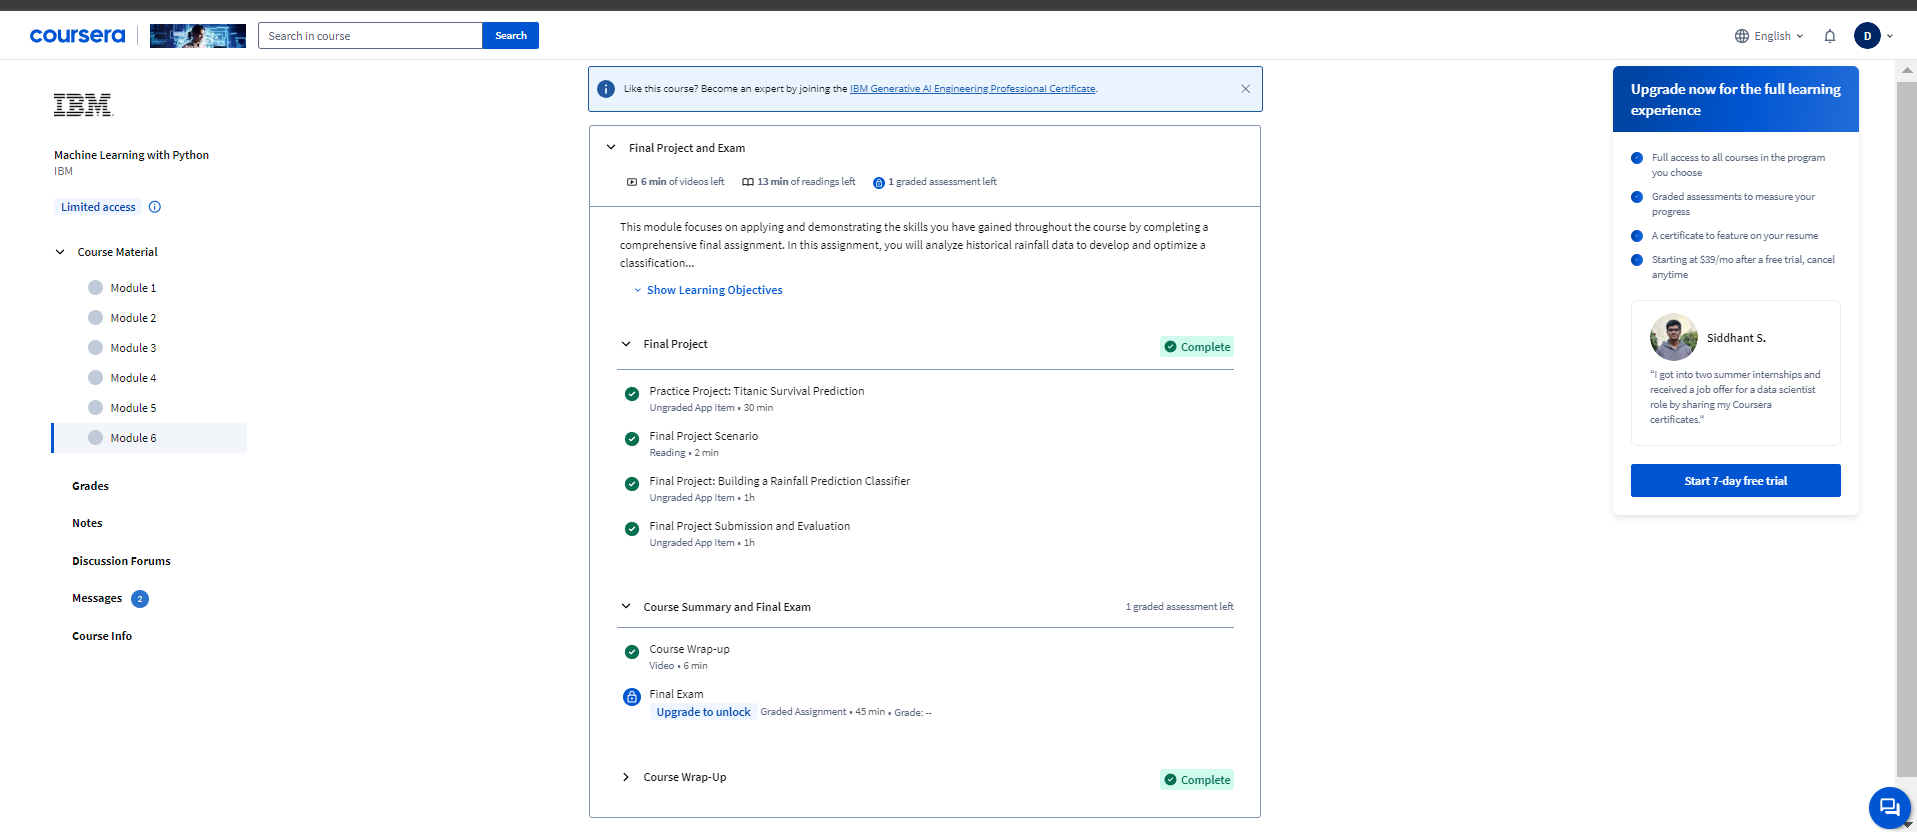 coursera
Search in course
Search
English
D
IBM
Machine Learning with Python
IBM
Limited access
Course Material
Module 1
Module 2
Module 3
Module 4
Module 5
Module 6
Grades
Notes
Discussion Forums
Messages 2
Course Info
Like this course? Become an expert by joining the IBM Generative AI Engineering Professional Certificate.
Final Project and Exam
6 min of videos left 13 min of readings left 1 graded assessment left
This module focuses on applying and demonstrating the skills you have gained throughout the course by completing a
comprehensive final assignment. In this assignment, you will analyze historical rainfall data to develop and optimize a
classification...
Show Learning Objectives
Final Project
Complete
Practice Project: Titanic Survival Prediction
Ungraded App Item • 30 min
Final Project Scenario
Reading • 2 min
Final Project: Building a Rainfall Prediction Classifier
Ungraded App Item • 1h
Final Project Submission and Evaluation
Ungraded App Item • 1h
Course Summary and Final Exam
1 graded assessment left
Course Wrap-up
Video • 6 min
Final Exam
Upgrade to unlock Graded Assignment • 45 min • Grade: --
Course Wrap-Up
Complete
Upgrade now for the full learning
experience
Full access to all courses in the program
you choose
Graded assessments to measure your
progress
A certificate to feature on your resume
Starting at $39/mo after a free trial, cancel
anytime
Siddhant S.
“I got into two summer internships and
received a job offer for a data scientist
role by sharing my Coursera
certificates.“
Start 7-day free trial